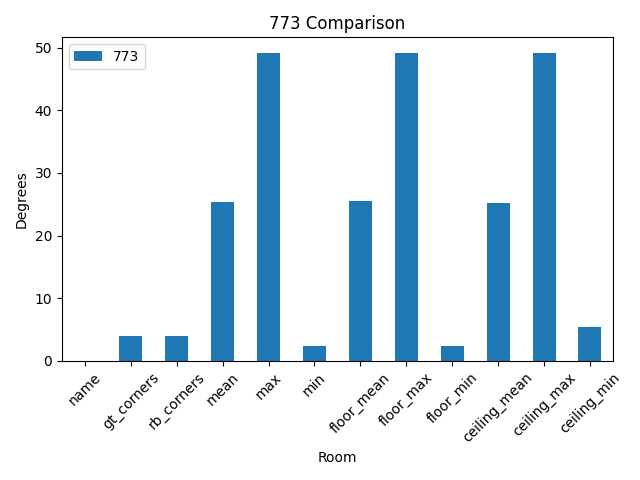 773 Comparison
773
Degrees
50
40
30
20
10
0
name
gt_corners
rb_corners
mean
max
min
floor_mean
floor_max
floor_min
ceiling_mean
ceiling_max
ceiling_min
Room